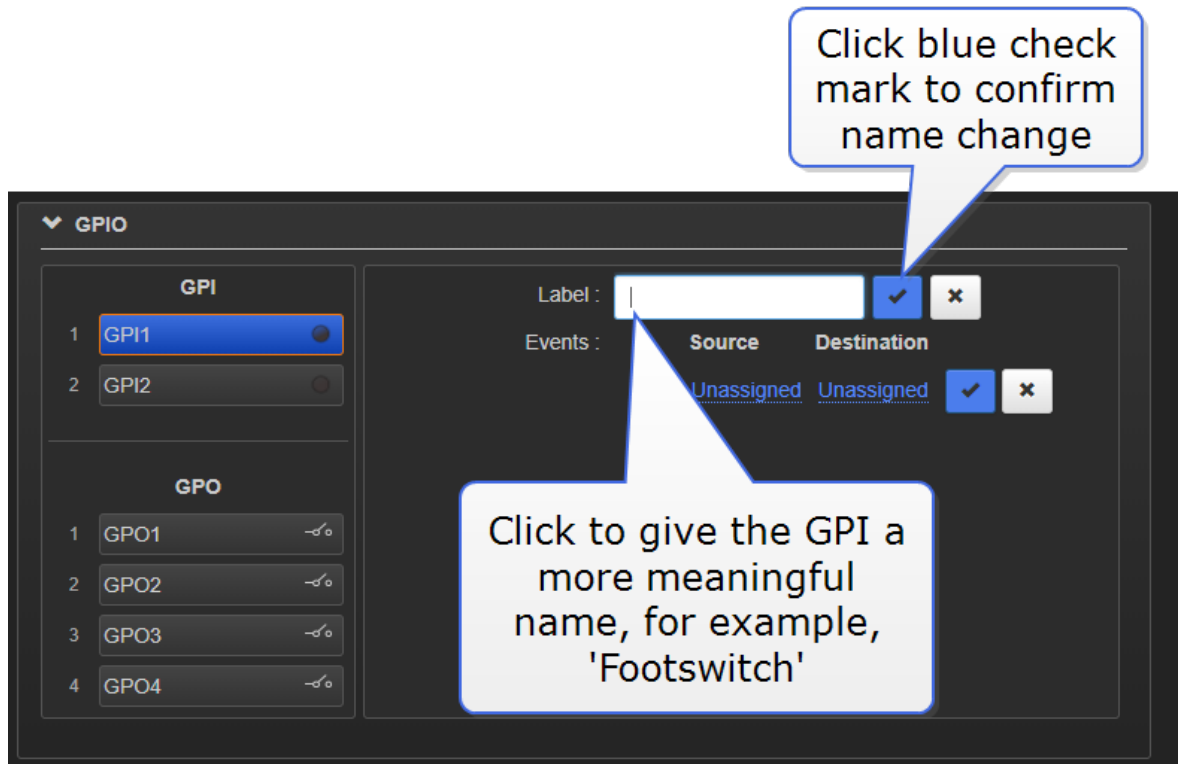 Click blue check
mark to confirm
name change
GPIO
GPI
1 GPI1
2 GPI2
GPO
1 GPO1
2 GPO2
3 GPO3
4 GPO4
Label :
Events : Source Destination
Unassigned Unassigned
Click to give the GPI a
more meaningful
name, for example,
'Footswitch'